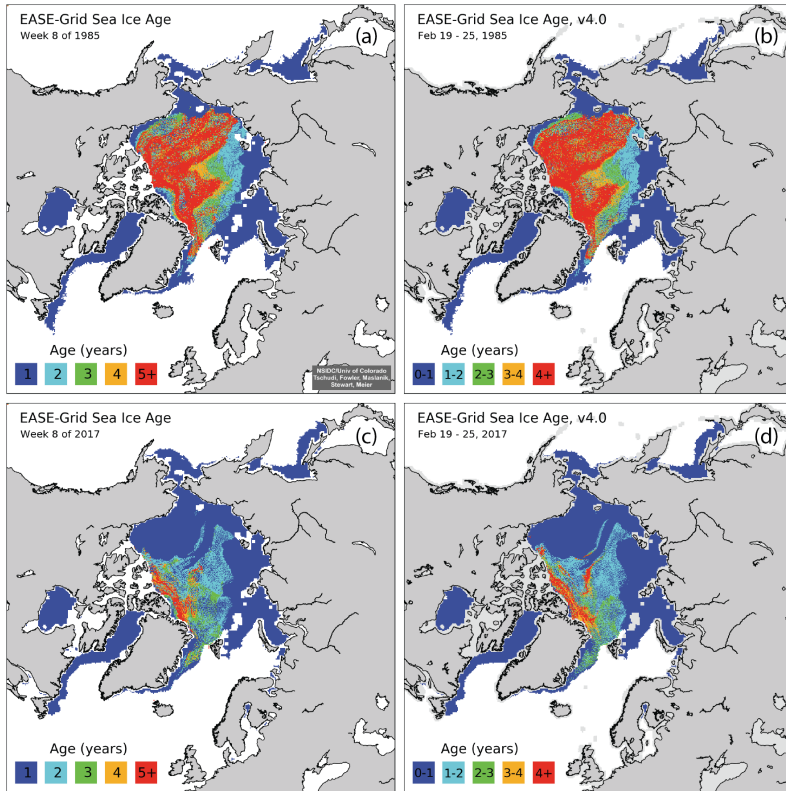 EASE-Grid Sea Ice Age
Week 8 of 1985
(a)
Age (years)
1 2 3 4 5+
NSIDC/Univ of Colorado
Tschudi, Fowler, Maslanik,
Stewart, Meier
EASE-Grid Sea Ice Age, v4.0
Feb 19 - 25, 1985
(b)
Age (years)
0-1 1-2 2-3 3-4 4+
EASE-Grid Sea Ice Age
Week 8 of 2017
(c)
Age (years)
1 2 3 4 5+
EASE-Grid Sea Ice Age, v4.0
Feb 19 - 25, 2017
(d)
Age (years)
0-1 1-2 2-3 3-4 4+